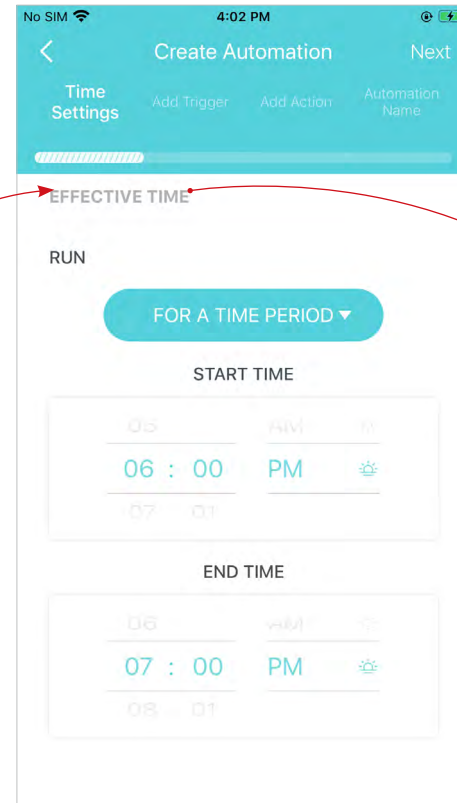 No SIM 4:02 PM
Create Automation Next
Time Settings Add Trigger Add Action Automation Name
EFFECTIVE TIME
RUN
FOR A TIME PERIOD
START TIME
05 AM
06 : 00 PM
07 01
END TIME
06 AM
07 : 00 PM
08 01